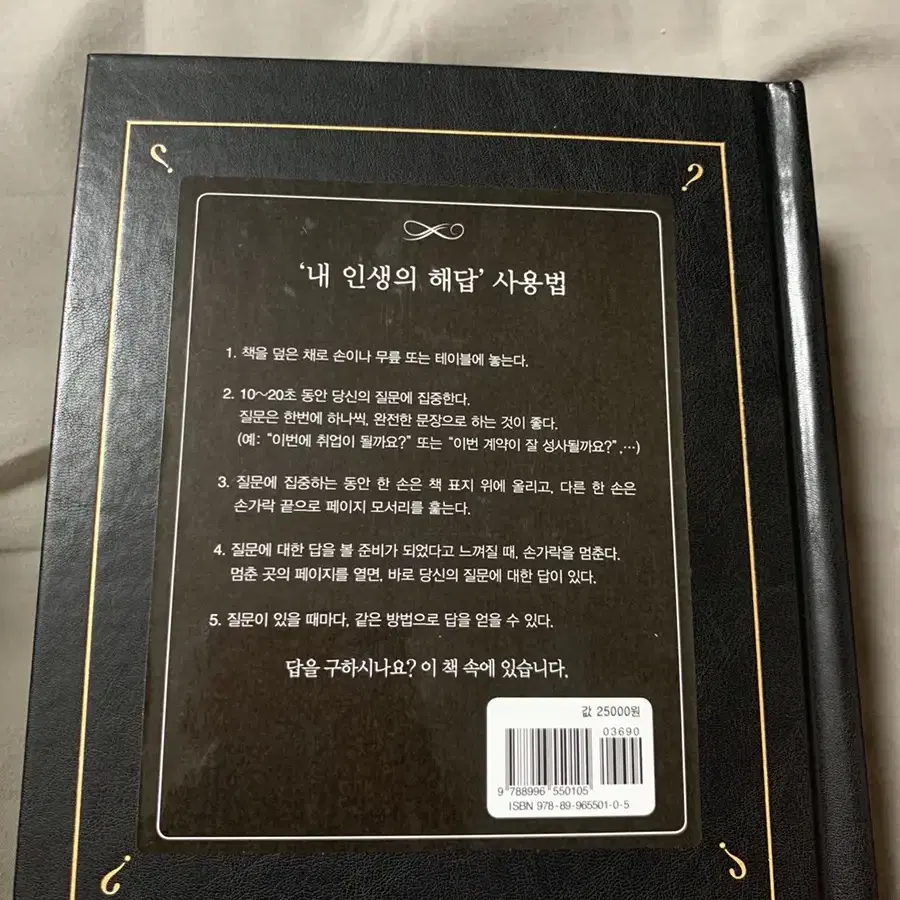 ?
?
‘내 인생의 해답’ 사용법
1. 책을 덮은 채로 손이나 무릎 또는 테이블에 놓는다.
2. 10~20초 동안 당신의 질문에 집중한다.
질문은 한번에 하나씩, 완전한 문장으로 하는 것이 좋다.
(예: “이번에 취업이 될까요?” 또는 “이번 계약이 잘 성사될까요?”,…)
3. 질문에 집중하는 동안 한 손은 책 표지 위에 올리고, 다른 한 손은
손가락 끝으로 페이지 모서리를 훑는다.
4. 질문에 대한 답을 볼 준비가 되었다고 느껴질 때, 손가락을 멈춘다.
멈춘 곳의 페이지를 열면, 바로 당신의 질문에 대한 답이 있다.
5. 질문이 있을 때마다, 같은 방법으로 답을 얻을 수 있다.
답을 구하시나요? 이 책 속에 있습니다.
값 25000원
03690
9 788996 550105
ISBN 978-89-965501-0-5
?
?